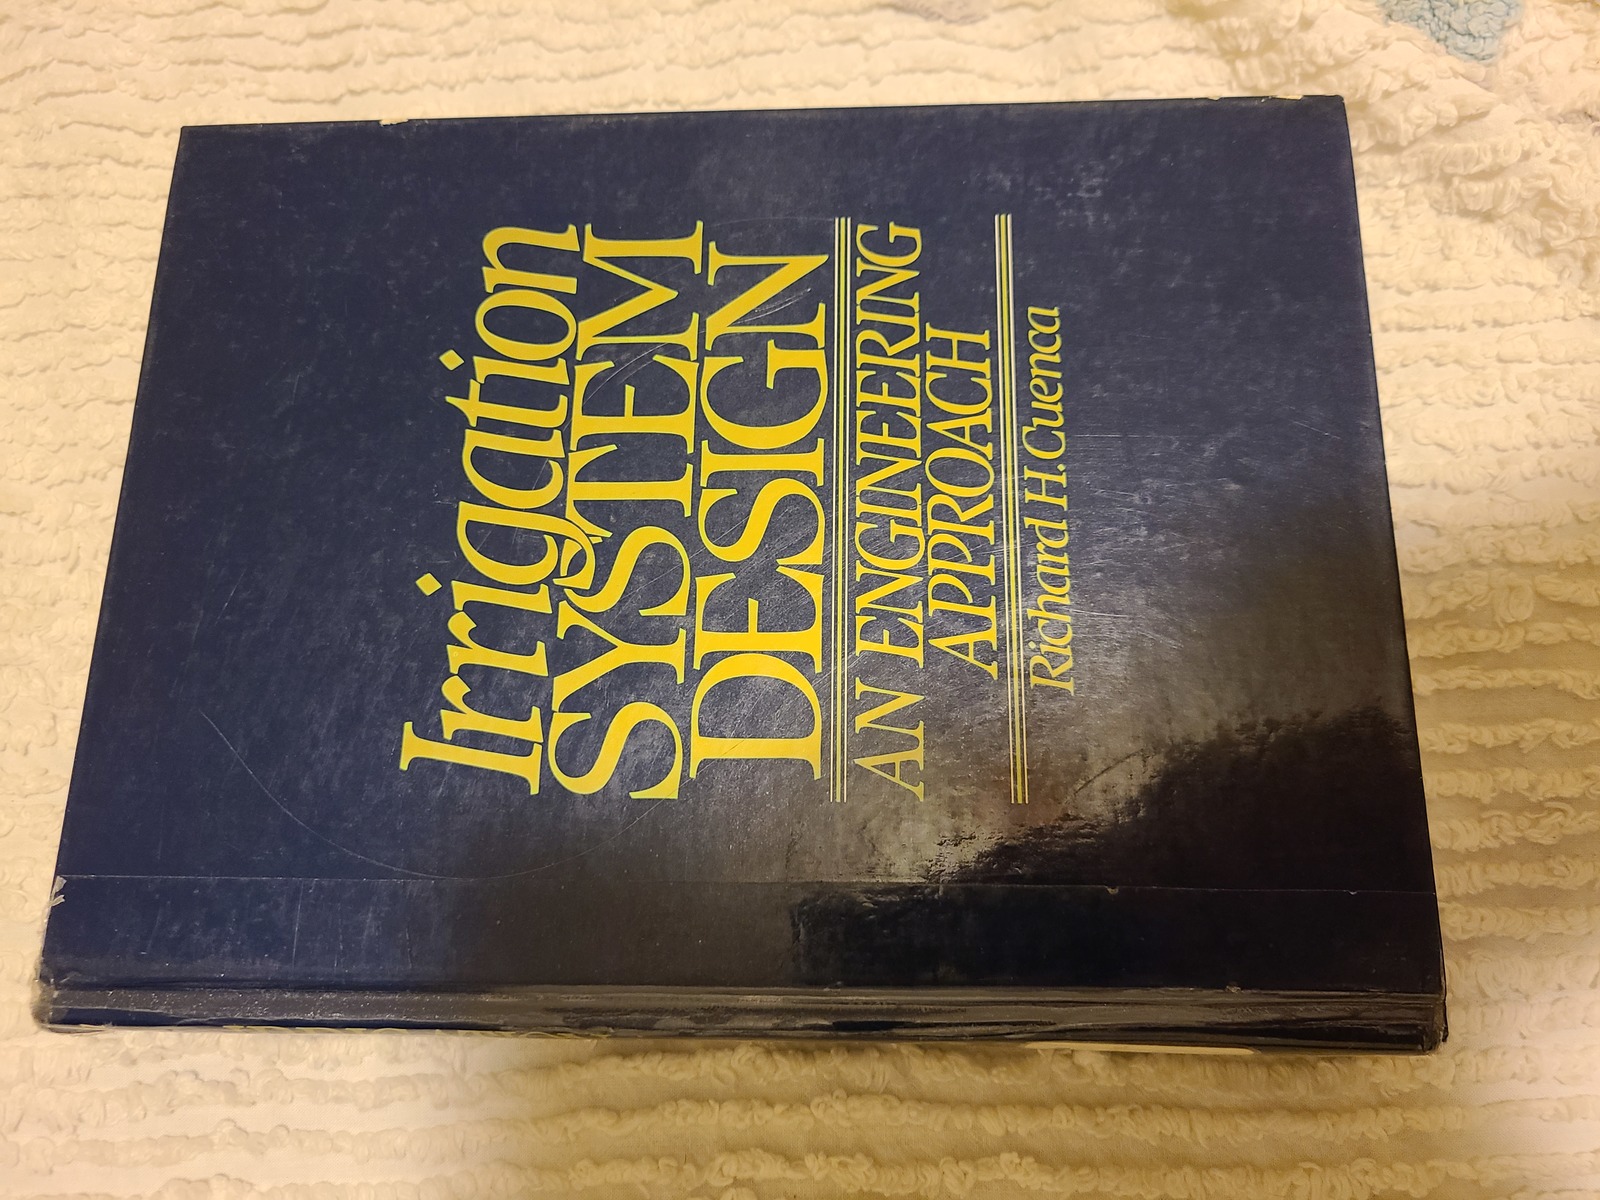 Irrigation
SYSTEM
DESIGN
AN ENGINEERING
APPROACH
Richard H. Cuenca